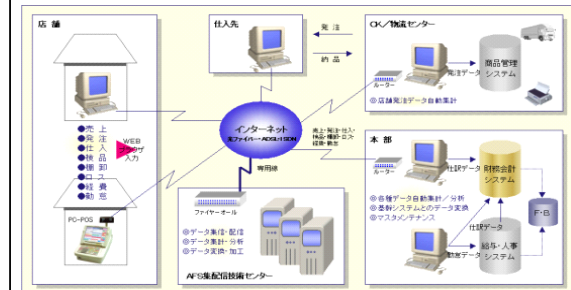 店 舗
●売 上
●発 注
●仕 入
●検 品
●棚 卸
●ロ ス
●経 費
●勤 怠
WEB
入力
PC-POS
仕入先
発 注
納 品
インターネット
光ファイバー・ADSL・ISDN
専用線
売上・発注・仕入・
検品・棚卸・ロス・
経費・勤怠
ファイヤーオール
◎データ集信・配信
◎データ集計・分析
◎データ変換・加工
AFS集配信技術センター
CK／物流センター
ルーター
発注データ
商品管理
システム
◎店舗発注データ自動集計
本 部
ルーター
仕訳データ
財務会計
システム
◎各種データ自動集計／分析
◎基幹システムとのデータ変換
◎マスタメンテナンス
F・B
仕訳データ
勤怠データ
給与・人事
システム